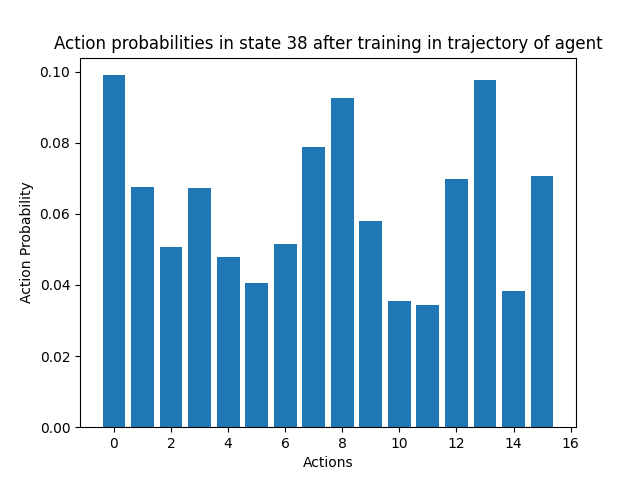 Action probabilities in state 38 after training in trajectory of agent
0.10
0.08
0.06
0.04
0.02
0.00
Action Probability
0 2 4 6 8 10 12 14 16
Actions